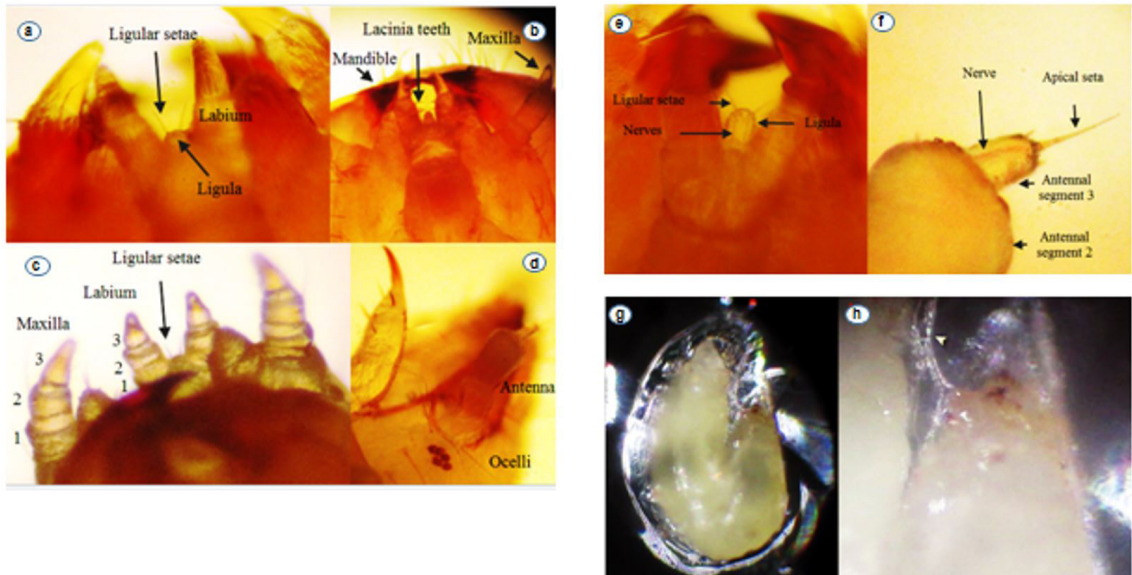 a
Ligular setae
Labium
Ligula
b
Lacinia teeth
Maxilla
Mandible
c
Ligular setae
Labium
Maxilla
3
2
1
3
2
1
d
Antenna
Ocelli
e
Ligular setae
Nerves
Ligula
f
Nerve
Apical seta
Antennal
segment 3
Antennal
segment 2
g
h